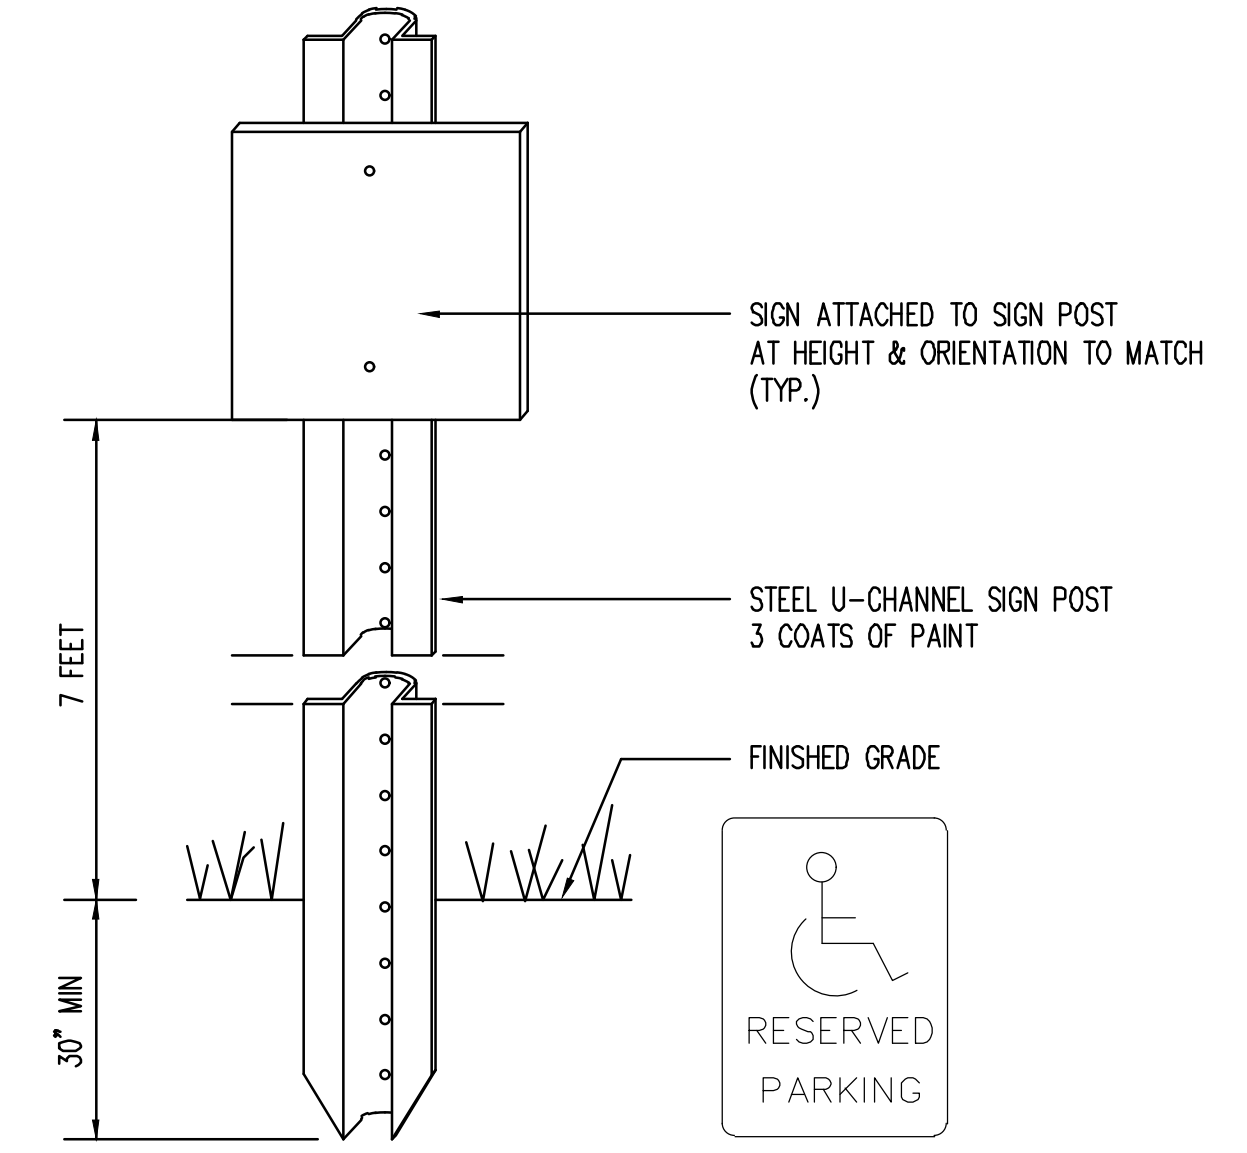 SIGN ATTACHED TO SIGN POST
AT HEIGHT & ORIENTATION TO MATCH
(TYP.)
STEEL U-CHANNEL SIGN POST
3 COATS OF PAINT
7 FEET
FINISHED GRADE
30" MIN
RESERVED
PARKING